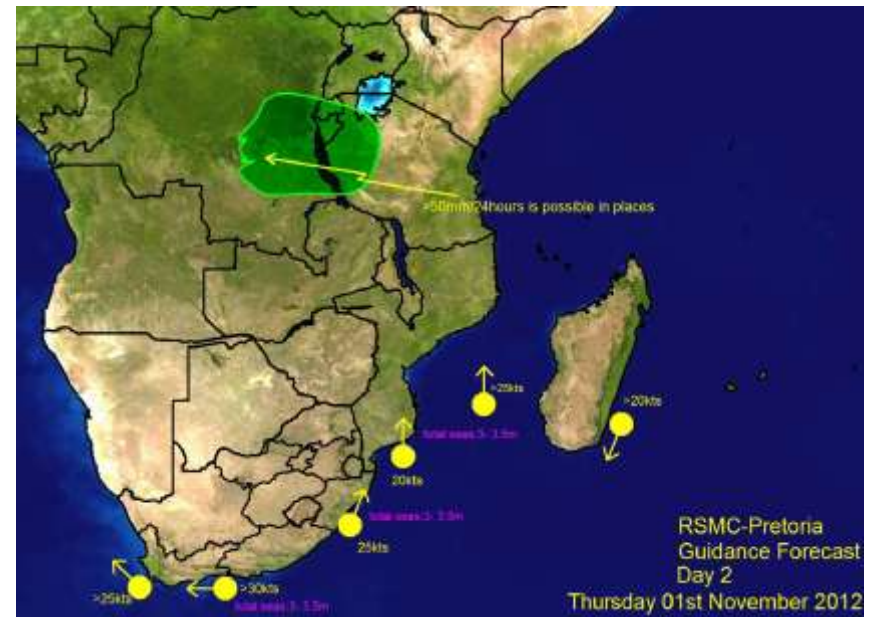 >50mm/24hours is possible in places
>25kts
>20kts
total seas:3- 3.5m
20kts
total seas:3- 3.5m
25kts
RSMC-Pretoria
Guidance Forecast
Day 2
Thursday 01st November 2012
>25kts
>30kts
total seas:3- 3.5m